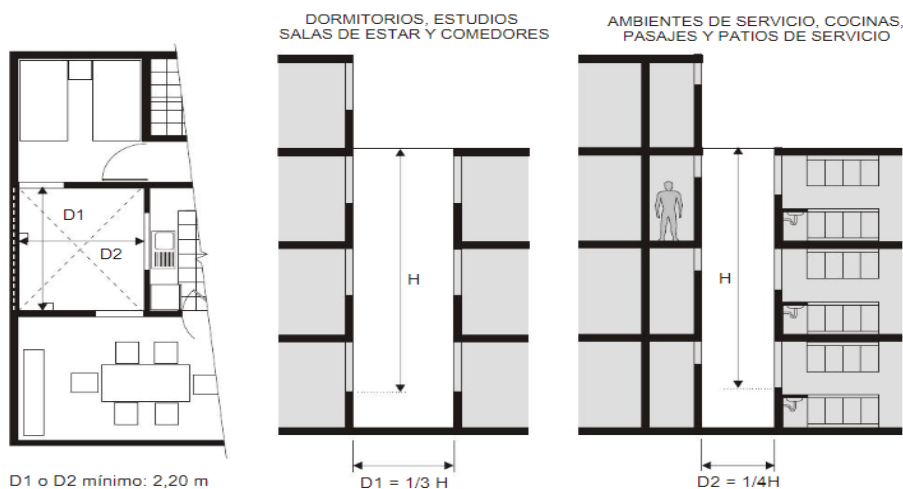 DORMITORIOS, ESTUDIOS
SALAS DE ESTAR Y COMEDORES
AMBIENTES DE SERVICIO, COCINAS,
PASAJES Y PATIOS DE SERVICIO
D1
D2
H
H
D1 o D2 mínimo: 2,20 m
D1 = 1/3 H
D2 = 1/4H